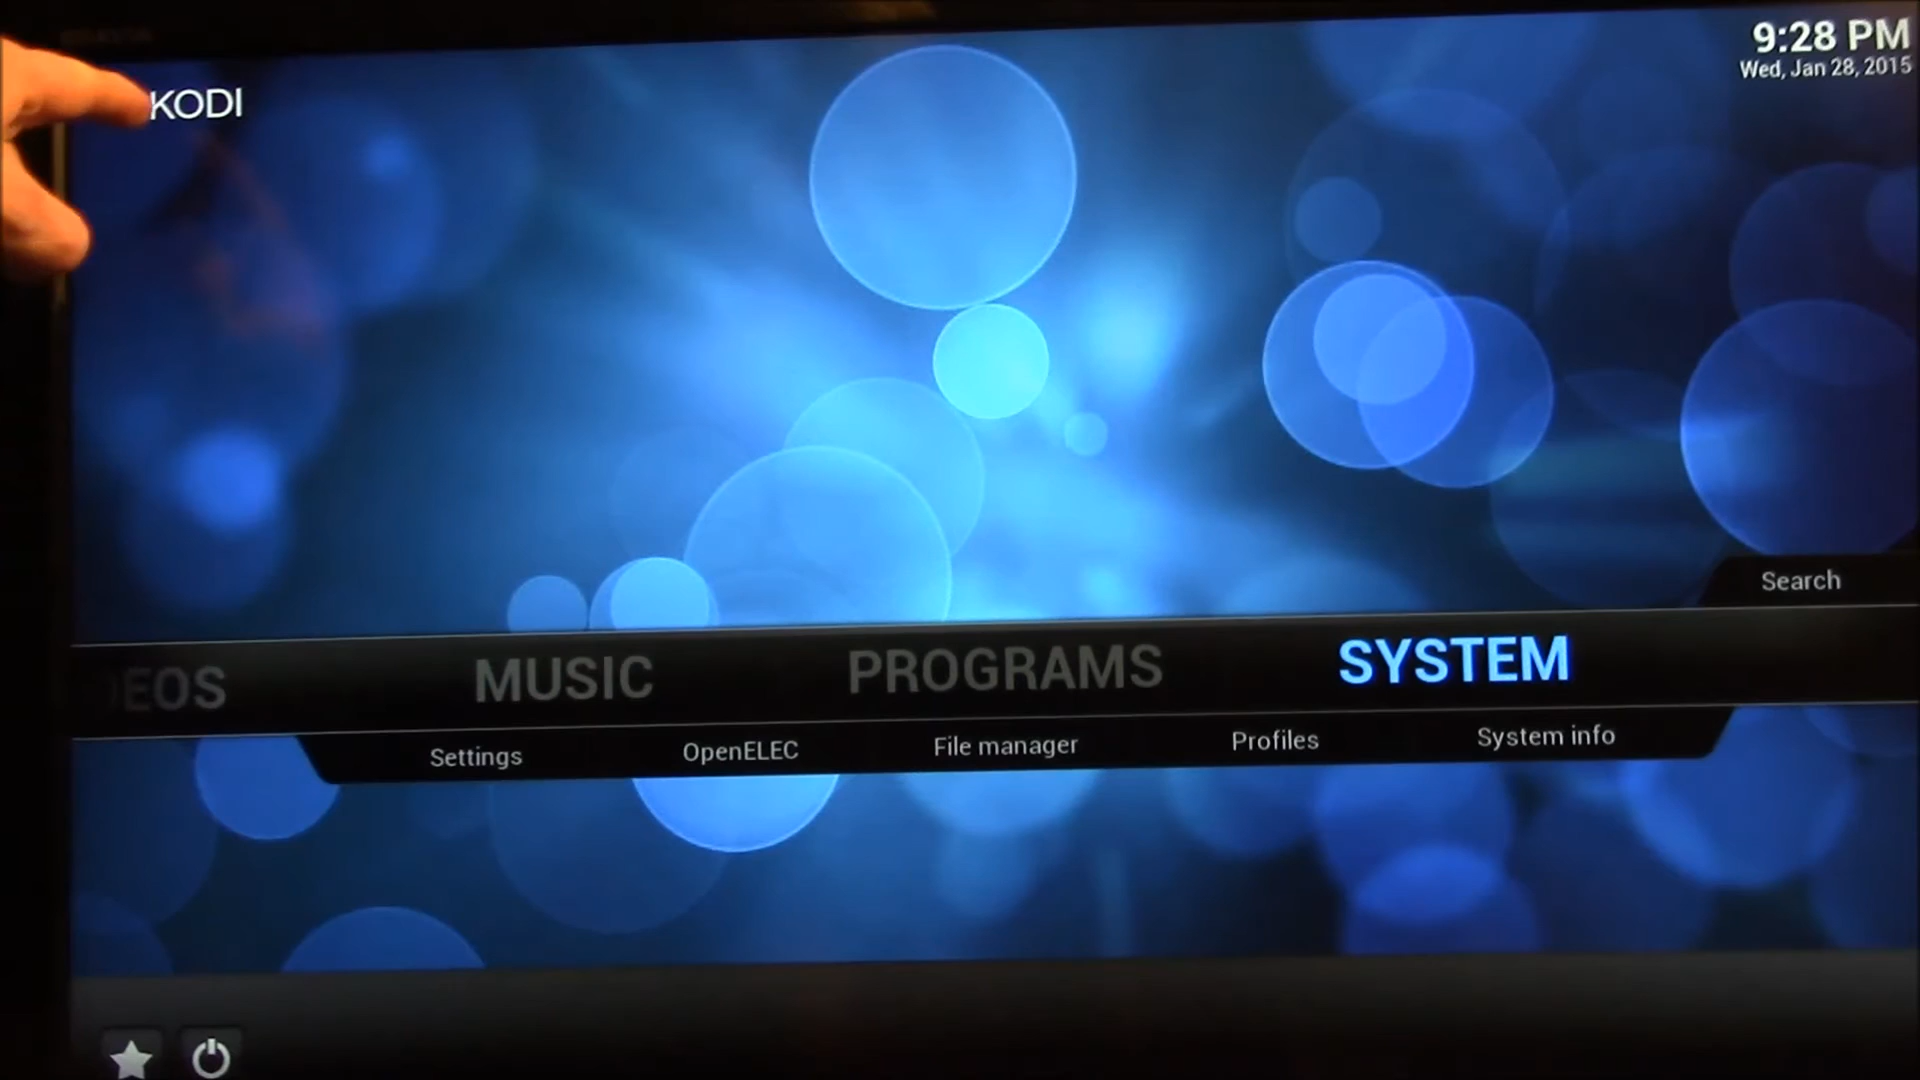 9:28 PM
Wed, Jan 28, 2015
KODI
Search
DEOS MUSIC PROGRAMS SYSTEM
Settings OpenELEC File manager Profiles System info